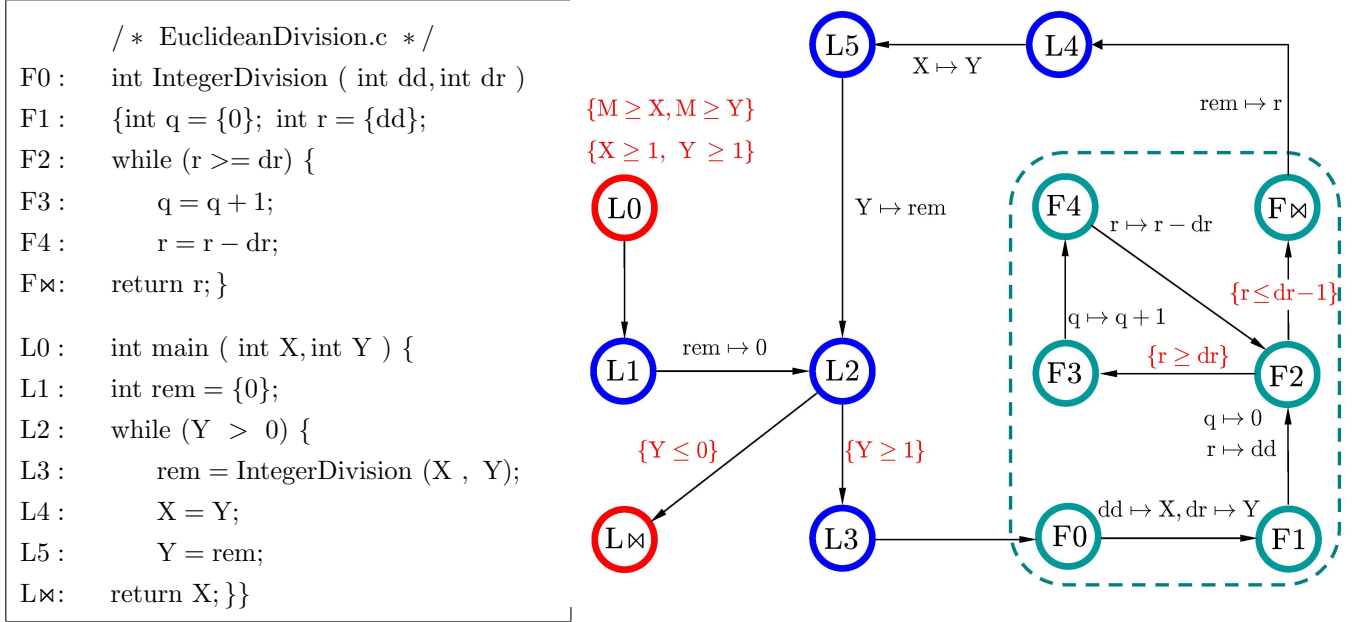 /∗ EuclideanDivision.c ∗/
F0 : int IntegerDivision ( int dd, int dr )
F1 : {int q = {0}; int r = {dd};
F2 : while (r >= dr) {
F3 : q = q + 1;
F4 : r = r − dr;
F⋈: return r; }
L0 : int main ( int X, int Y ) {
L1 : int rem = {0};
L2 : while (Y > 0) {
L3 : rem = IntegerDivision (X , Y);
L4 : X = Y;
L5 : Y = rem;
L⋈: return X; }}
L5
L4
X ↦ Y
{M ≥ X, M ≥ Y}
{X ≥ 1, Y ≥ 1}
rem ↦ r
L0
Y ↦ rem
F4
F⋈
r ↦ r − dr
{r ≤ dr−1}
q ↦ q + 1
L1
rem ↦ 0
L2
F3
{r ≥ dr}
F2
q ↦ 0
r ↦ dd
{Y ≤ 0}
{Y ≥ 1}
L⋈
L3
F0
dd ↦ X, dr ↦ Y
F1